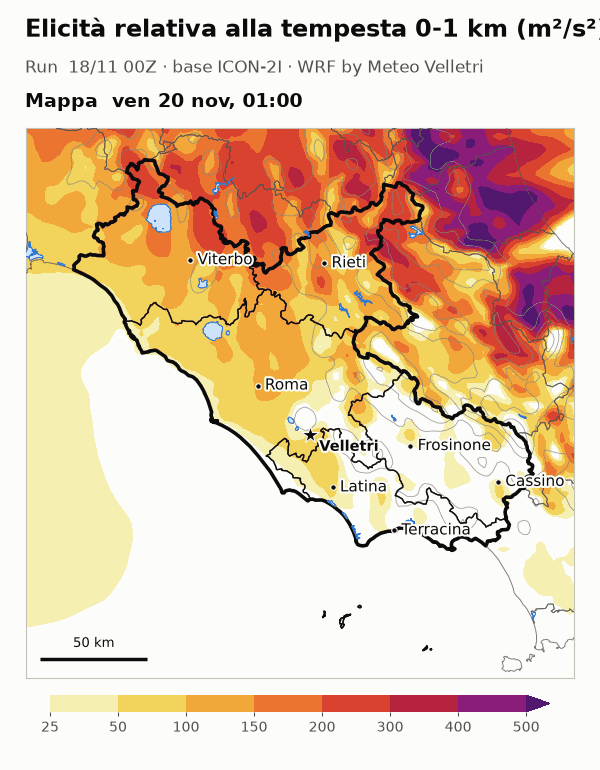 Elicità relativa alla tempesta 0-1 km (m²/s²)
Run 18/11 00Z · base ICON-2I · WRF by Meteo Velletri
Mappa ven 20 nov, 01:00
Viterbo
Rieti
Roma
Velletri
Frosinone
Latina
Cassino
Terracina
50 km
25 50 100 150 200 300 400 500